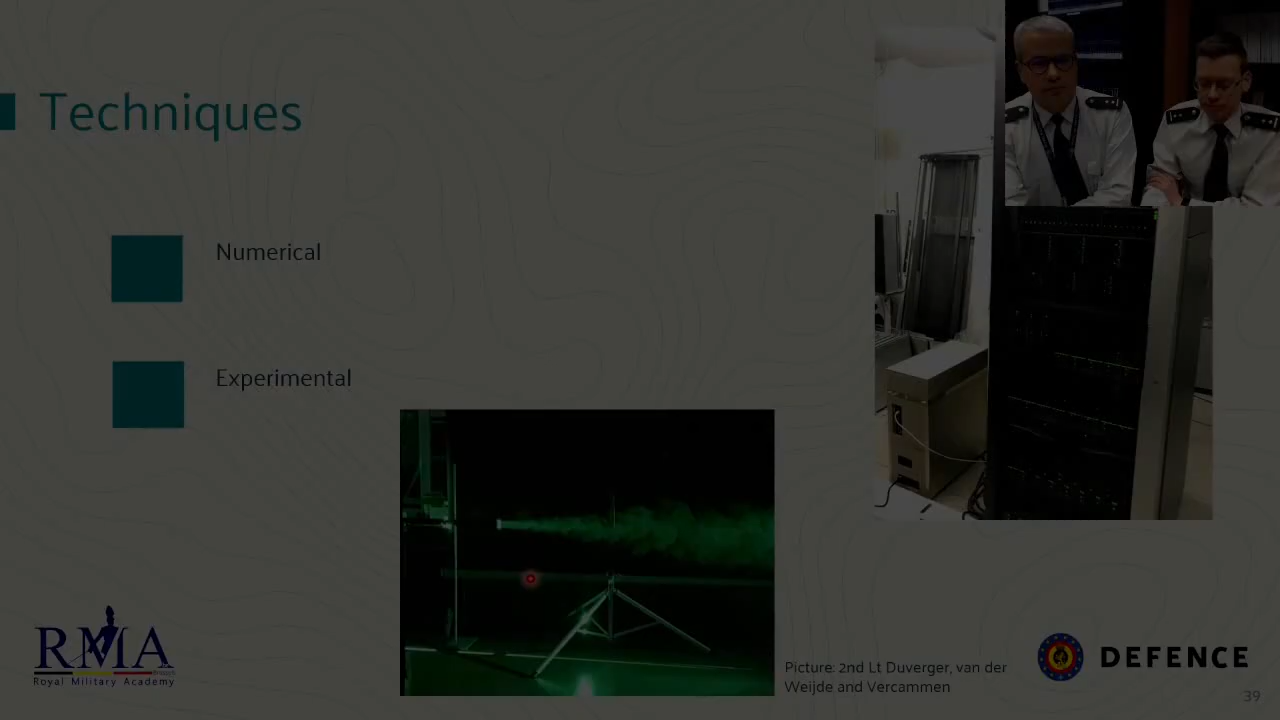 Techniques
Numerical
Experimental
Picture: 2nd Lt Duverger, van der
Weijde and Vercammen
RMA
Royal Military Academy
DEFENCE
39